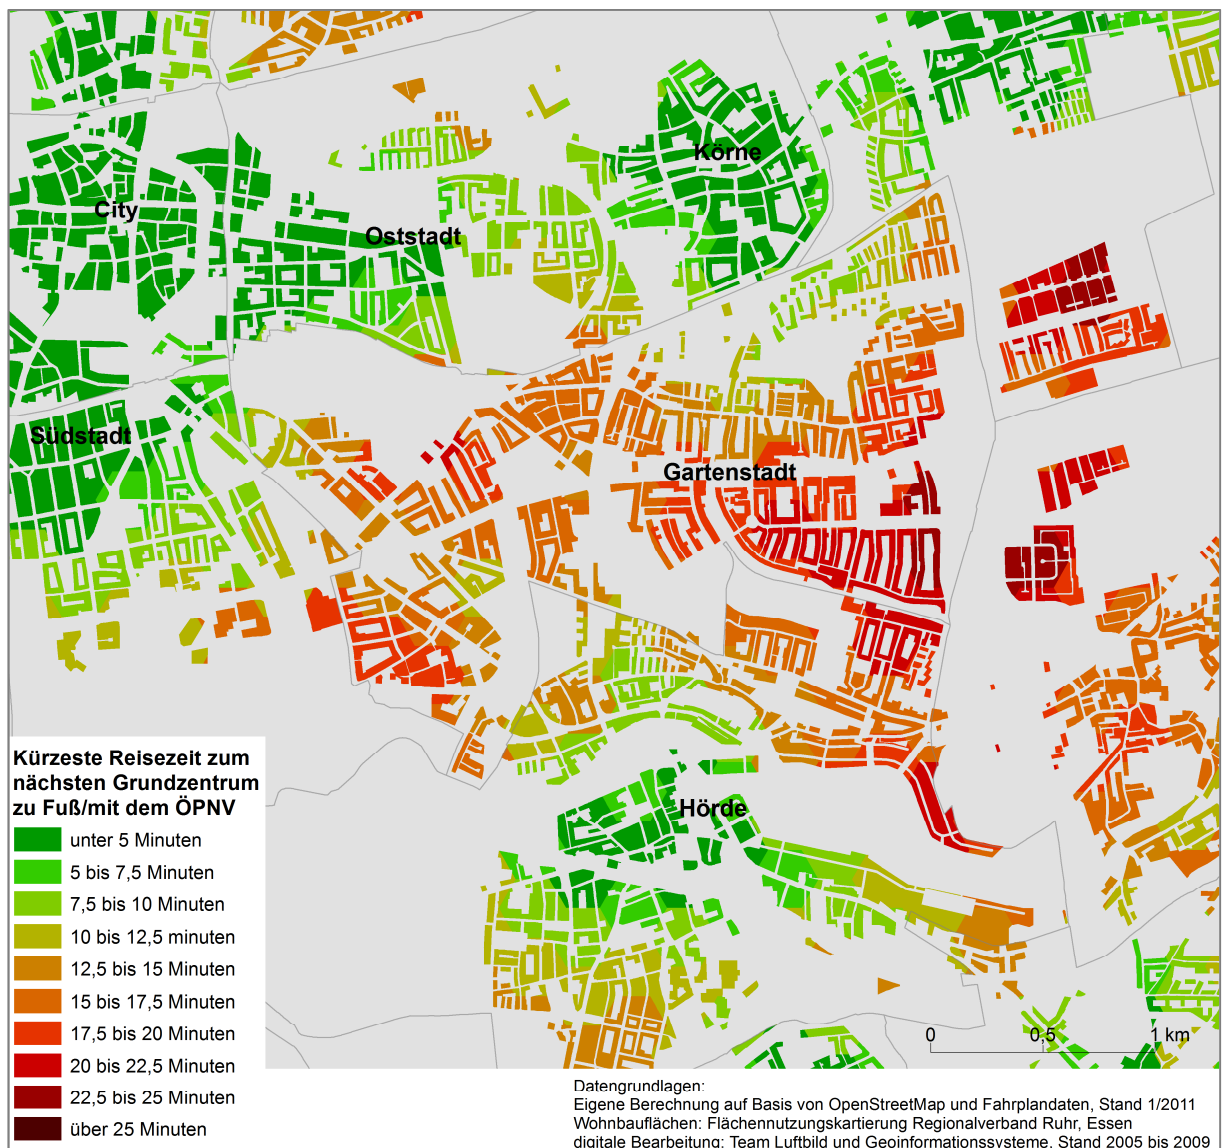 Körne
City
Oststadt
Südstadt
Gartenstadt
Hörde
Kürzeste Reisezeit zum
nächsten Grundzentrum
zu Fuß/mit dem ÖPNV
unter 5 Minuten
5 bis 7,5 Minuten
7,5 bis 10 Minuten
10 bis 12,5 minuten
12,5 bis 15 Minuten
15 bis 17,5 Minuten
17,5 bis 20 Minuten
20 bis 22,5 Minuten
22,5 bis 25 Minuten
über 25 Minuten
0 0,5 1 km
Datengrundlagen:
Eigene Berechnung auf Basis von OpenStreetMap und Fahrplandaten, Stand 1/2011
Wohnbauflächen: Flächennutzungskartierung Regionalverband Ruhr, Essen
digitale Bearbeitung: Team Luftbild und Geoinformationssysteme, Stand 2005 bis 2009